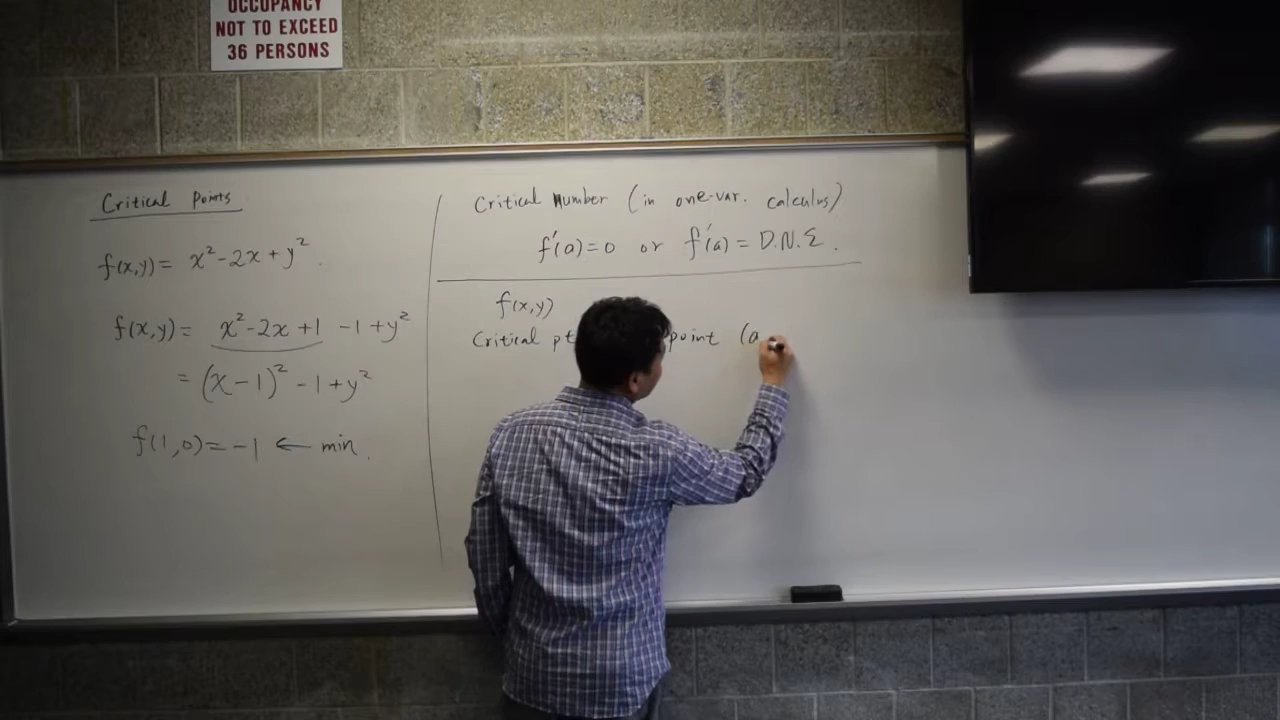 OCCUPANCY
NOT TO EXCEED
36 PERSONS
Critical Points
f(x,y) = x² - 2x + y².
f(x,y) = x² - 2x + 1 - 1 + y²
= (x - 1)² - 1 + y²
f(1,0) = -1 ← min.
Critical Number (in one-var. calculus)
f'(a) = 0 or f'(a) = D.N.E.
f(x,y)
Critical pt point (a